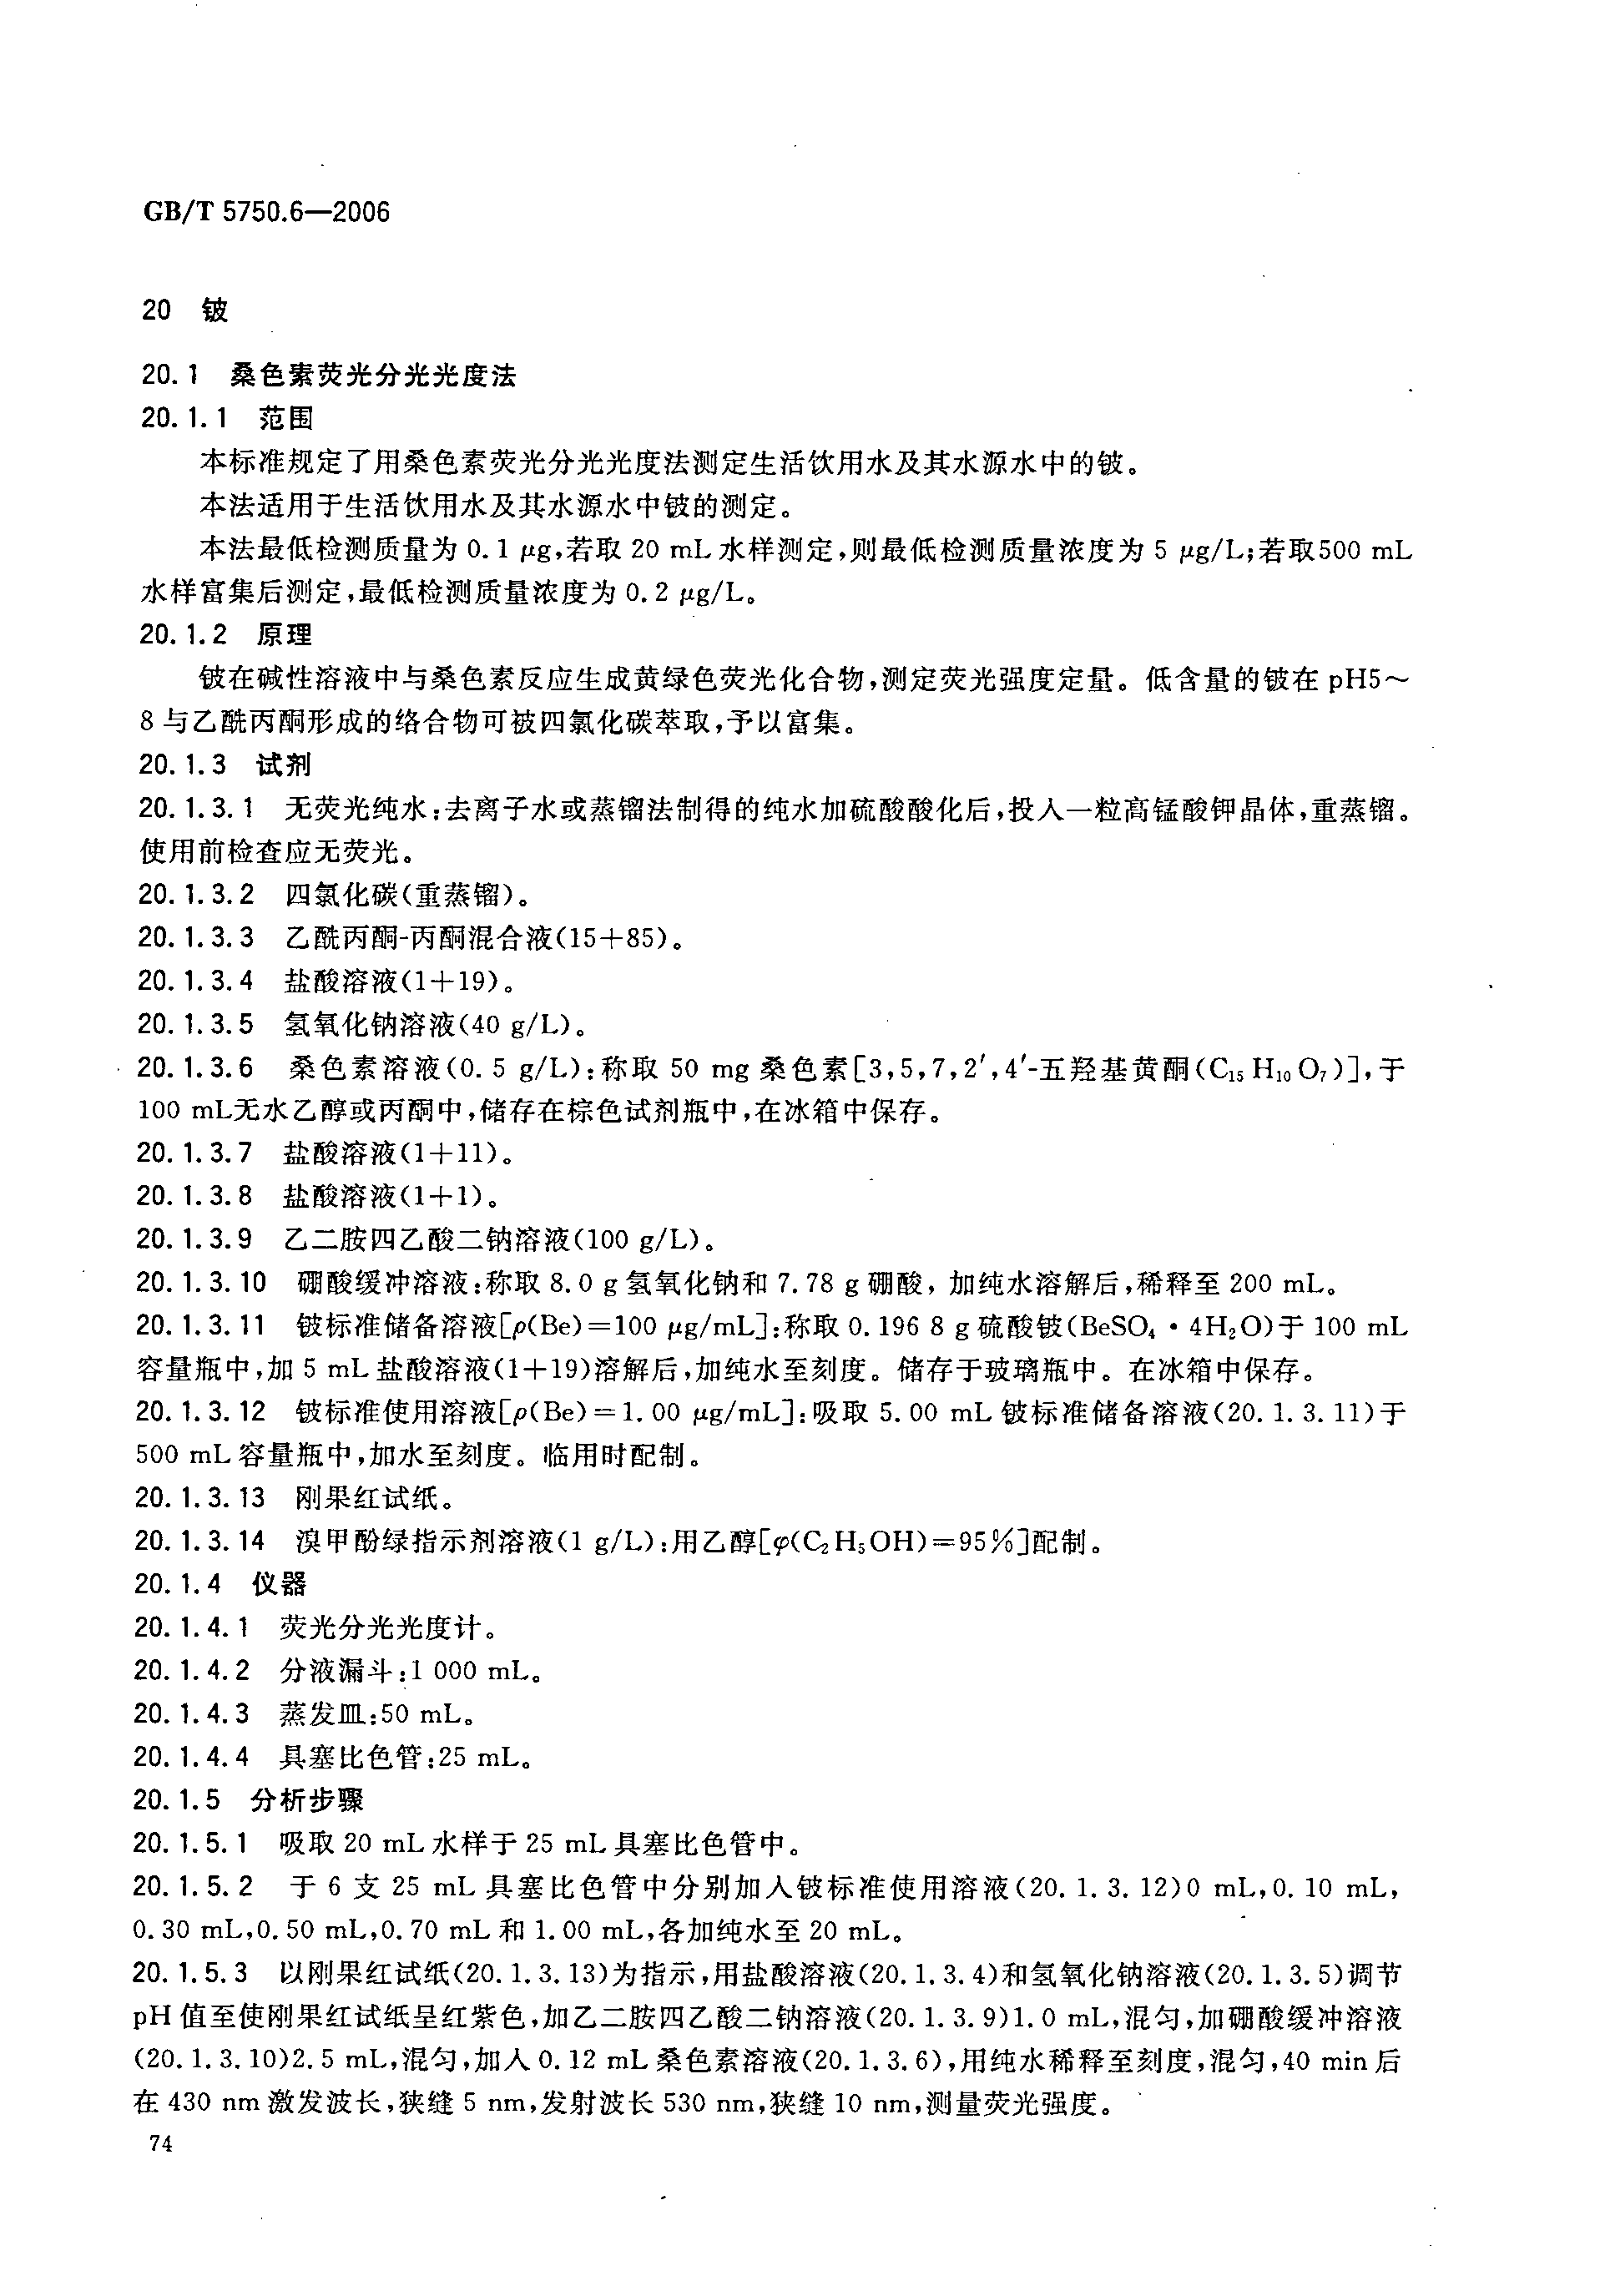 GB/T 5750.6—2006
20 铍
20.1 桑色素荧光分光光度法
20.1.1 范围
本标准规定了用桑色素荧光分光光度法测定生活饮用水及其水源水中的铍。
本法适用于生活饮用水及其水源水中铍的测定。
本法最低检测质量为 0.1 μg,若取 20 mL 水样测定,则最低检测质量浓度为 5 μg/L;若取500 mL
水样富集后测定,最低检测质量浓度为 0.2 μg/L。
20.1.2 原理
铍在碱性溶液中与桑色素反应生成黄绿色荧光化合物,测定荧光强度定量。低含量的铍在 pH5～
8 与乙酰丙酮形成的络合物可被四氯化碳萃取,予以富集。
20.1.3 试剂
20.1.3.1 无荧光纯水:去离子水或蒸馏法制得的纯水加硫酸酸化后,投入一粒高锰酸钾晶体,重蒸馏。
使用前检查应无荧光。
20.1.3.2 四氯化碳(重蒸镏)。
20.1.3.3 乙酰丙酮-丙酮混合液(15+85)。
20.1.3.4 盐酸溶液(1+19)。
20.1.3.5 氢氧化钠溶液(40 g/L)。
20.1.3.6 桑色素溶液(0.5 g/L):称取 50 mg 桑色素[3,5,7,2′,4′-五羟基黄酮(C₁₅H₁₀O₇)],于
100 mL无水乙醇或丙酮中,储存在棕色试剂瓶中,在冰箱中保存。
20.1.3.7 盐酸溶液(1+11)。
20.1.3.8 盐酸溶液(1+1)。
20.1.3.9 乙二胺四乙酸二钠溶液(100 g/L)。
20.1.3.10 硼酸缓冲溶液:称取 8.0 g 氢氧化钠和 7.78 g 硼酸,加纯水溶解后,稀释至 200 mL。
20.1.3.11 铍标准储备溶液[ρ(Be)=100 μg/mL]:称取 0.196 8 g 硫酸铍(BeSO₄·4H₂O)于 100 mL
容量瓶中,加 5 mL 盐酸溶液(1+19)溶解后,加纯水至刻度。储存于玻璃瓶中。在冰箱中保存。
20.1.3.12 铍标准使用溶液[ρ(Be)=1.00 μg/mL]:吸取 5.00 mL 铍标准储备溶液(20.1.3.11)于
500 mL 容量瓶中,加水至刻度。临用时配制。
20.1.3.13 刚果红试纸。
20.1.3.14 溴甲酚绿指示剂溶液(1 g/L):用乙醇[φ(C₂H₅OH)=95%]配制。
20.1.4 仪器
20.1.4.1 荧光分光光度计。
20.1.4.2 分液漏斗:1 000 mL。
20.1.4.3 蒸发皿:50 mL。
20.1.4.4 具塞比色管:25 mL。
20.1.5 分析步骤
20.1.5.1 吸取 20 mL 水样于 25 mL 具塞比色管中。
20.1.5.2 于 6 支 25 mL 具塞比色管中分别加入铍标准使用溶液(20.1.3.12)0 mL,0.10 mL,
0.30 mL,0.50 mL,0.70 mL 和 1.00 mL,各加纯水至 20 mL。
20.1.5.3 以刚果红试纸(20.1.3.13)为指示,用盐酸溶液(20.1.3.4)和氢氧化钠溶液(20.1.3.5)调节
pH 值至使刚果红试纸呈红紫色,加乙二胺四乙酸二钠溶液(20.1.3.9)1.0 mL,混匀,加硼酸缓冲溶液
(20.1.3.10)2.5 mL,混匀,加入 0.12 mL 桑色素溶液(20.1.3.6),用纯水稀释至刻度,混匀,40 min 后
在 430 nm 激发波长,狭缝 5 nm,发射波长 530 nm,狭缝 10 nm,测量荧光强度。
74